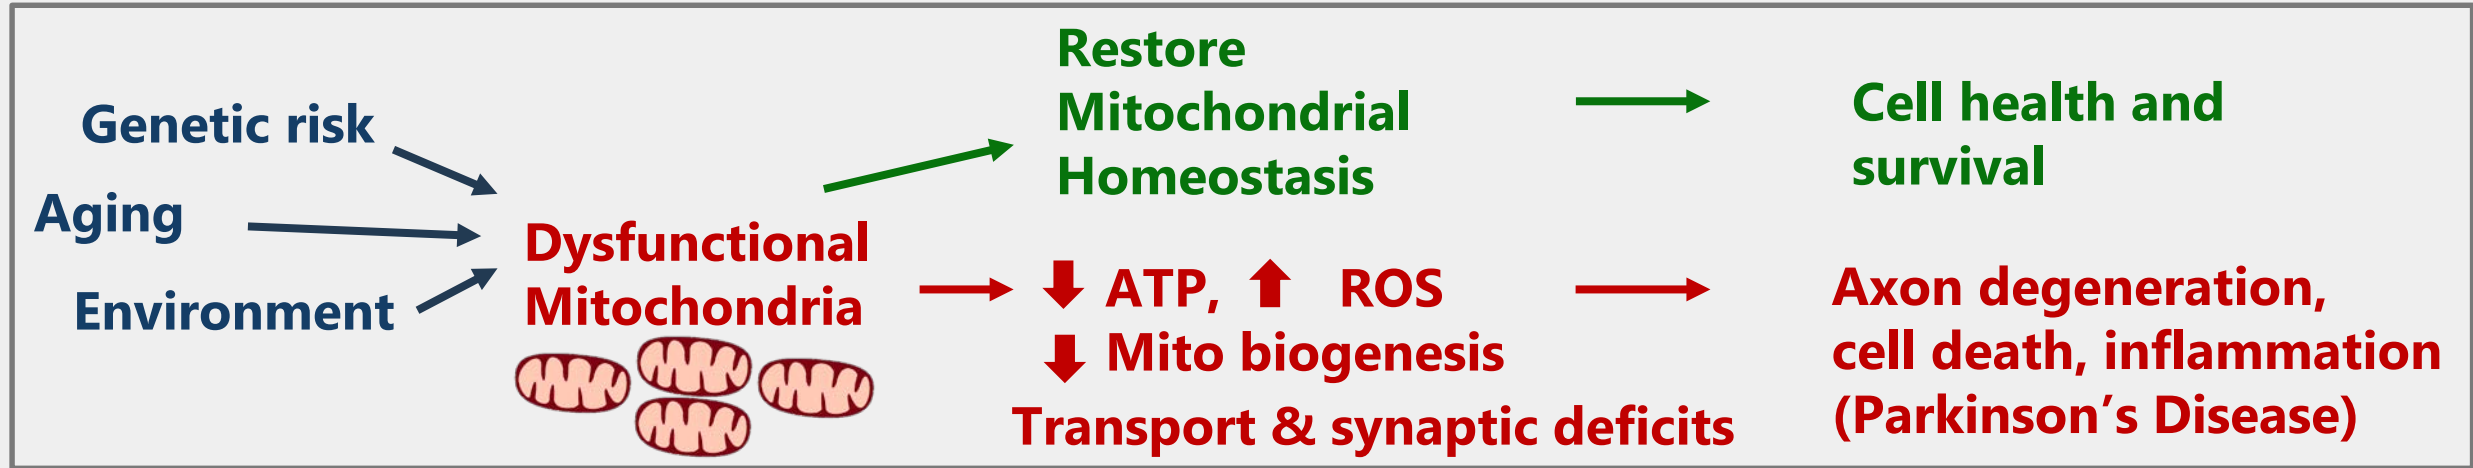 Genetic risk
Aging
Environment
Dysfunctional
Mitochondria
Restore
Mitochondrial
Homeostasis
Cell health and
survival
ATP, ROS
Mito biogenesis
Transport & synaptic deficits
Axon degeneration,
cell death, inflammation
(Parkinson’s Disease)